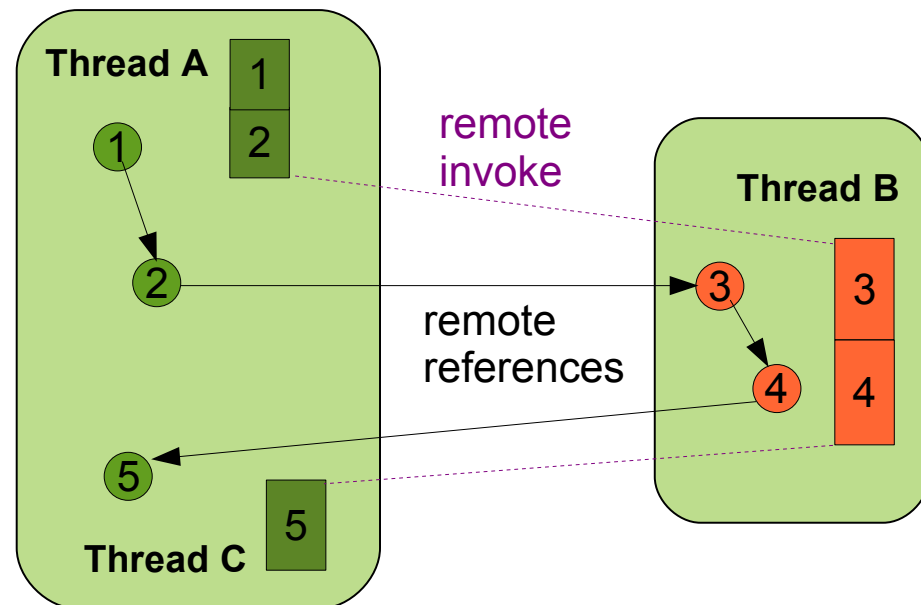 Thread A
1
2
1
2
remote
invoke
Thread B
3
4
3
4
remote
references
5
5
Thread C